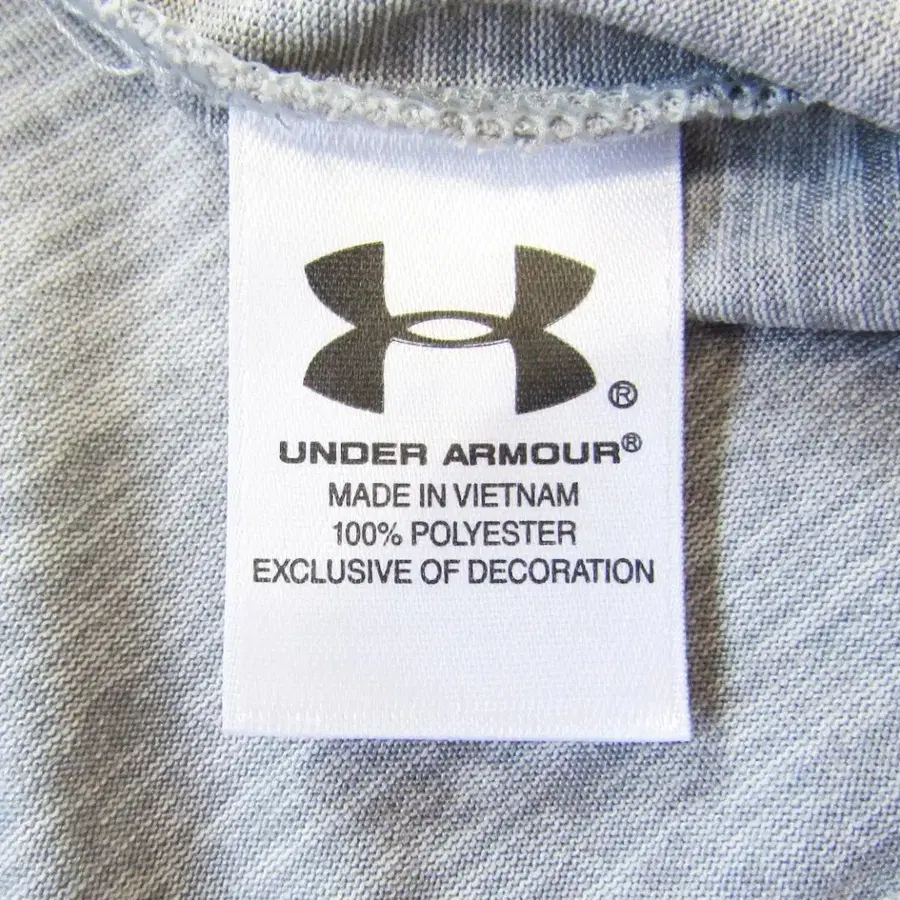 ®
UNDER ARMOUR®
MADE IN VIETNAM
100% POLYESTER
EXCLUSIVE OF DECORATION